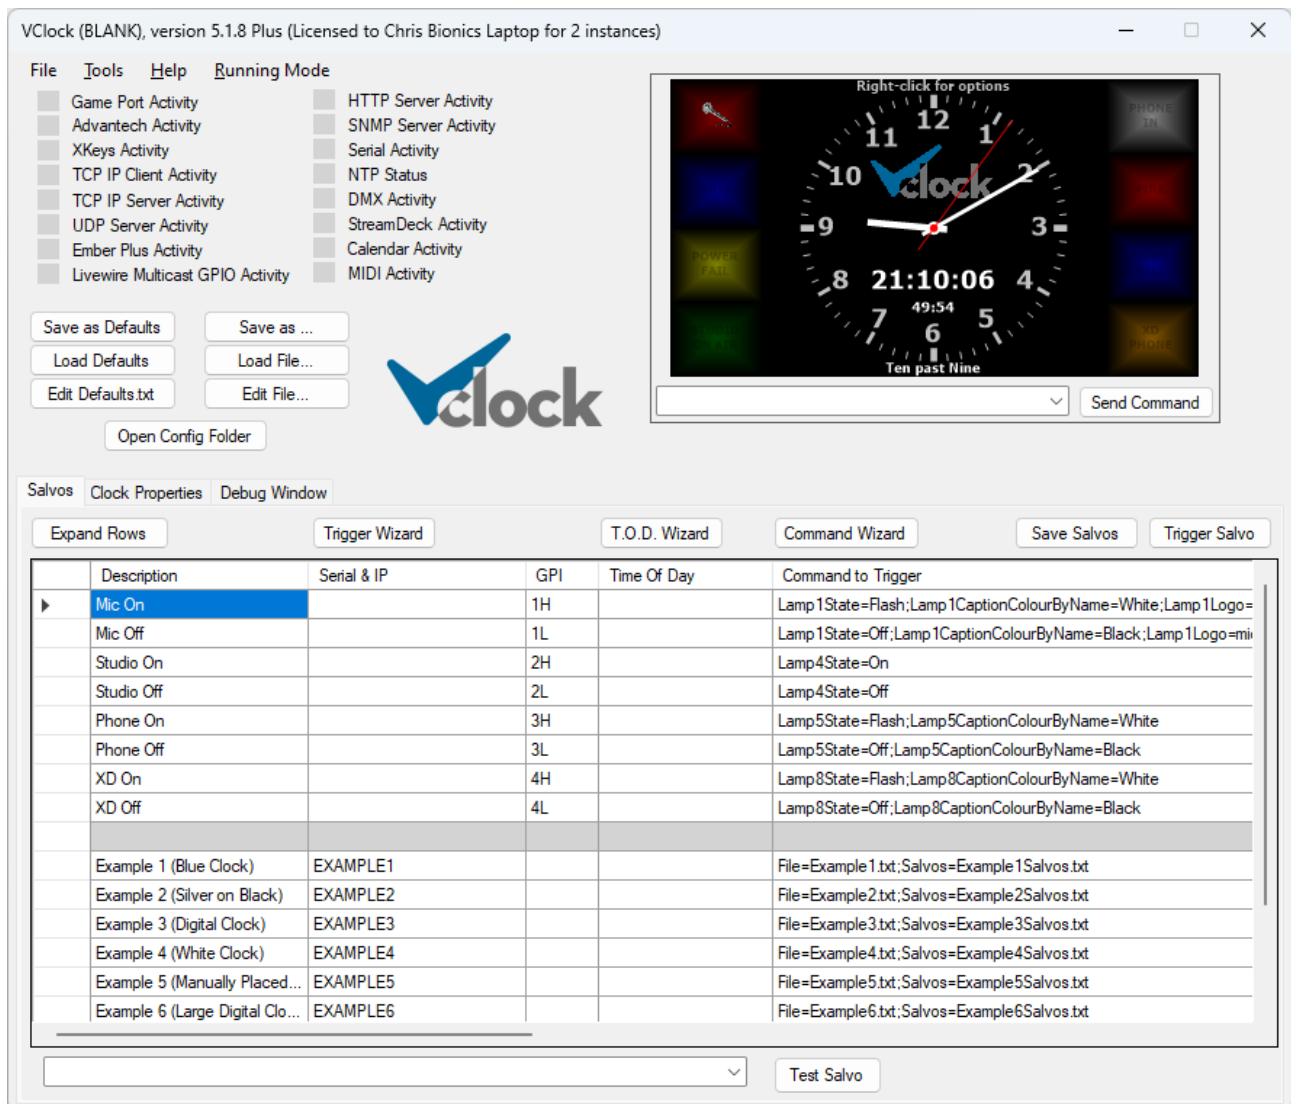 VClock (BLANK), version 5.1.8 Plus (Licensed to Chris Bionics Laptop for 2 instances)
File Tools Help Running Mode
Game Port Activity
Advantech Activity
XKeys Activity
TCP IP Client Activity
TCP IP Server Activity
UDP Server Activity
Ember Plus Activity
Livewire Multicast GPIO Activity
HTTP Server Activity
SNMP Server Activity
Serial Activity
NTP Status
DMX Activity
StreamDeck Activity
Calendar Activity
MIDI Activity
Save as Defaults Save as ...
Load Defaults Load File...
Edit Defaults.txt Edit File...
Open Config Folder
Vclock
Right-click for options
12
11 1
10 2
Vclock
9 3
8 4
21:10:06
49:54
7 5
6
Ten past Nine
POWER
FAIL
PHONE
IN
XD
PHONE
Send Command
Salvos Clock Properties Debug Window
Expand Rows Trigger Wizard T.O.D. Wizard Command Wizard Save Salvos Trigger Salvo
Description Serial & IP GPI Time Of Day Command to Trigger
Mic On 1H Lamp1State=Flash;Lamp1CaptionColourByName=White;Lamp1Logo=
Mic Off 1L Lamp1State=Off;Lamp1CaptionColourByName=Black;Lamp1Logo=mi
Studio On 2H Lamp4State=On
Studio Off 2L Lamp4State=Off
Phone On 3H Lamp5State=Flash;Lamp5CaptionColourByName=White
Phone Off 3L Lamp5State=Off;Lamp5CaptionColourByName=Black
XD On 4H Lamp8State=Flash;Lamp8CaptionColourByName=White
XD Off 4L Lamp8State=Off;Lamp8CaptionColourByName=Black
Example 1 (Blue Clock) EXAMPLE1 File=Example1.txt;Salvos=Example1Salvos.txt
Example 2 (Silver on Black) EXAMPLE2 File=Example2.txt;Salvos=Example2Salvos.txt
Example 3 (Digital Clock) EXAMPLE3 File=Example3.txt;Salvos=Example3Salvos.txt
Example 4 (White Clock) EXAMPLE4 File=Example4.txt;Salvos=Example4Salvos.txt
Example 5 (Manually Placed... EXAMPLE5 File=Example5.txt;Salvos=Example5Salvos.txt
Example 6 (Large Digital Clo... EXAMPLE6 File=Example6.txt;Salvos=Example6Salvos.txt
Test Salvo